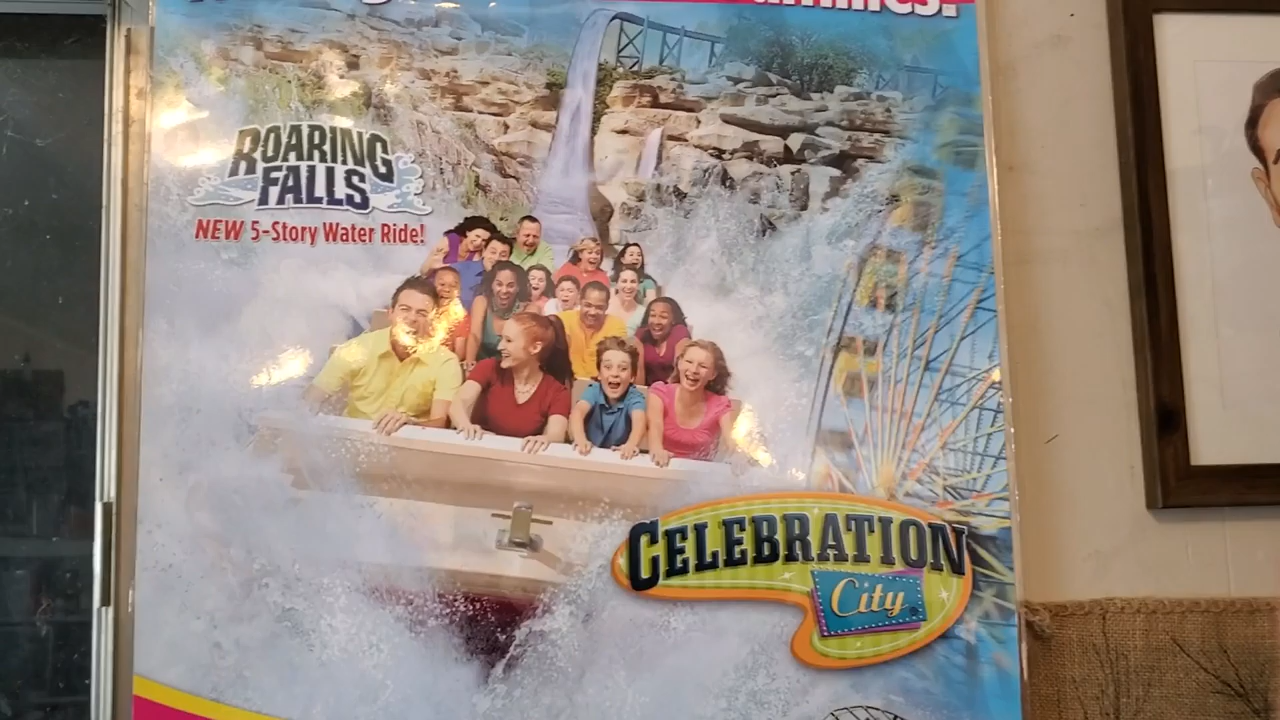 ROARING
FALLS
NEW 5-Story Water Ride!
CELEBRATION
City